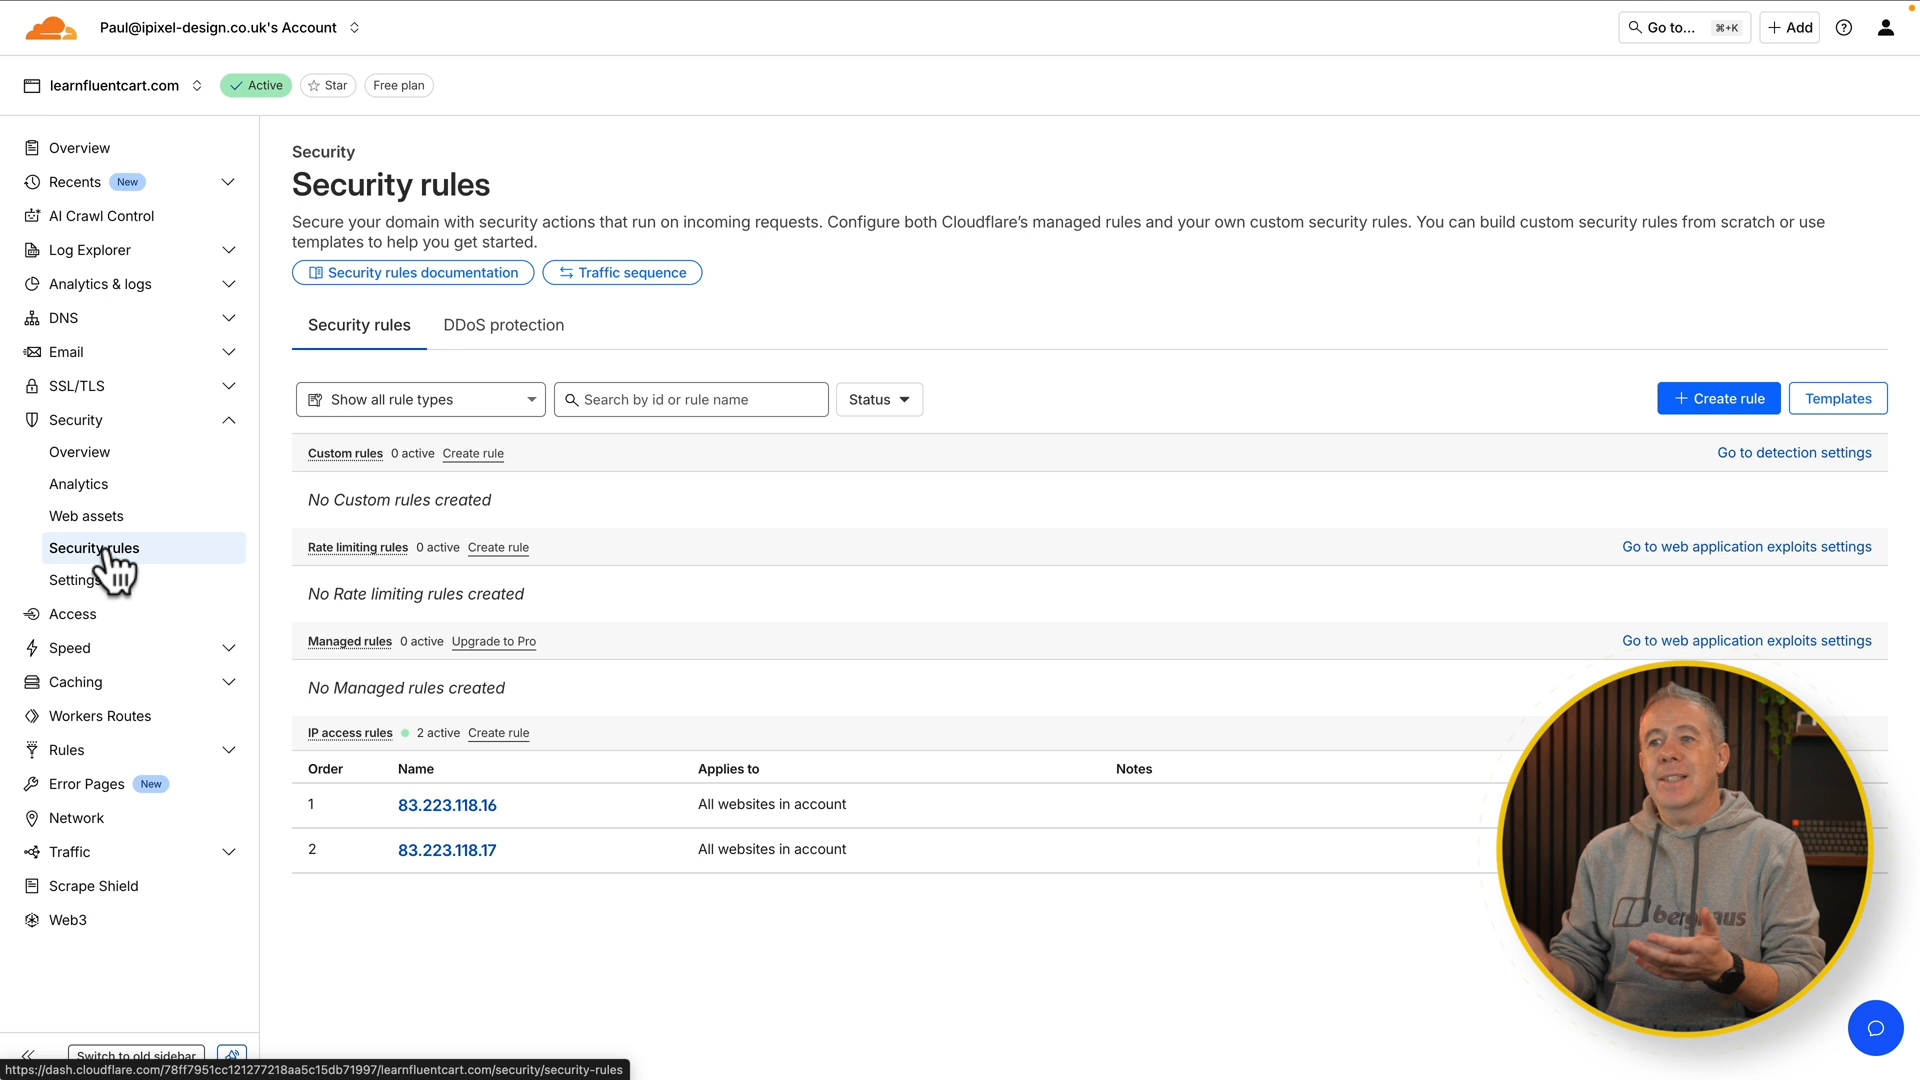 Paul@ipixel-design.co.uk's Account
Go to... ⌘+K
+ Add
learnfluentcart.com
Active
Star
Free plan
Overview
Recents New
AI Crawl Control
Log Explorer
Analytics & logs
DNS
Email
SSL/TLS
Security
Overview
Analytics
Web assets
Security rules
Settings
Access
Speed
Caching
Workers Routes
Rules
Error Pages New
Network
Traffic
Scrape Shield
Web3
Switch to old sidebar
https://dash.cloudflare.com/78ff7951cc121277218aa5c15db71997/learnfluentcart.com/security/security-rules
Security
Security rules
Secure your domain with security actions that run on incoming requests. Configure both Cloudflare’s managed rules and your own custom security rules. You can build custom security rules from scratch or use
templates to help you get started.
Security rules documentation
Traffic sequence
Security rules
DDoS protection
Show all rule types
Search by id or rule name
Status
+ Create rule
Templates
Custom rules 0 active Create rule
Go to detection settings
No Custom rules created
Rate limiting rules 0 active Create rule
Go to web application exploits settings
No Rate limiting rules created
Managed rules 0 active Upgrade to Pro
Go to web application exploits settings
No Managed rules created
IP access rules 2 active Create rule
Order Name Applies to Notes
1 83.223.118.16 All websites in account
2 83.223.118.17 All websites in account
berghaus